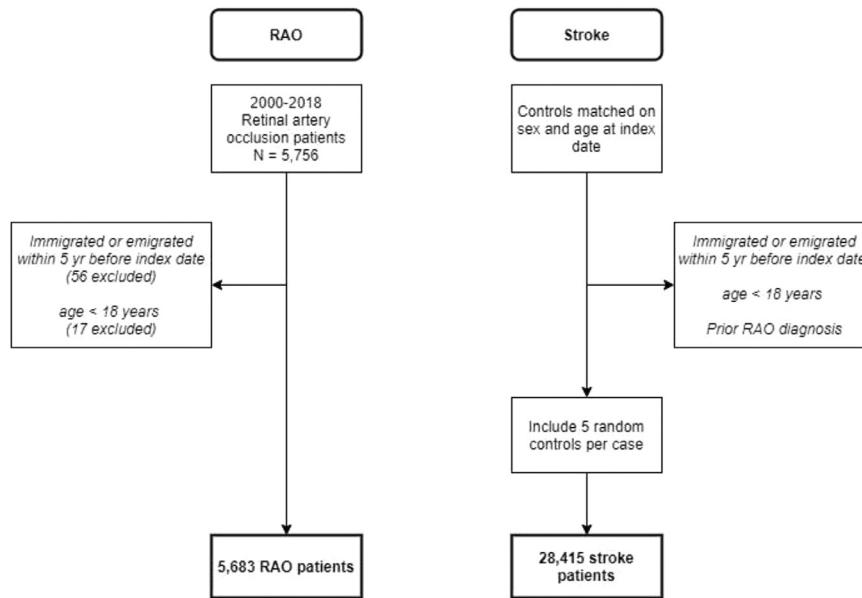 RAO
2000-2018
Retinal artery
occlusion patients
N = 5,756
Immigrated or emigrated
within 5 yr before index date
(56 excluded)
age < 18 years
(17 excluded)
5,683 RAO patients
Stroke
Controls matched on
sex and age at index
date
Immigrated or emigrated
within 5 yr before index date
age < 18 years
Prior RAO diagnosis
Include 5 random
controls per case
28,415 stroke
patients